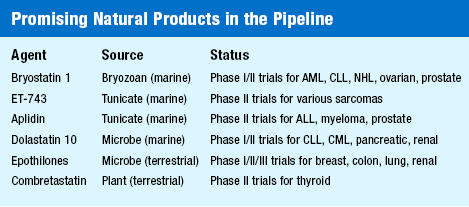 Promising Natural Products in the Pipeline
Agent Source Status
Bryostatin 1 Bryozoan (marine) Phase I/II trials for AML, CLL, NHL, ovarian, prostate
ET-743 Tunicate (marine) Phase II trials for various sarcomas
Aplidin Tunicate (marine) Phase II trials for ALL, myeloma, prostate
Dolastatin 10 Microbe (marine) Phase I/II trials for CLL, CML, pancreatic, renal
Epothilones Microbe (terrestrial) Phase I/II/III trials for breast, colon, lung, renal
Combretastatin Plant (terrestrial) Phase II trials for thyroid